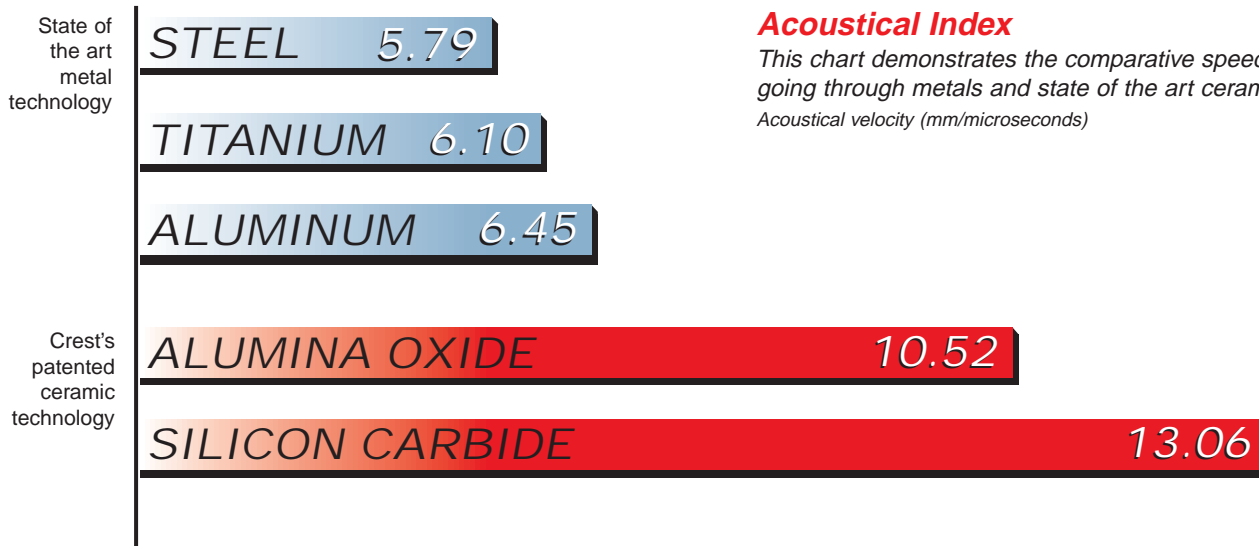 State of
the art
metal
technology
STEEL 5.79
Acoustical Index
This chart demonstrates the comparative speed
going through metals and state of the art
Acoustical velocity (mm/microseconds)
TITANIUM 6.10
ALUMINUM 6.45
Crest's
patented
ceramic
technology
ALUMINA OXIDE 10.52
SILICON CARBIDE 13.06